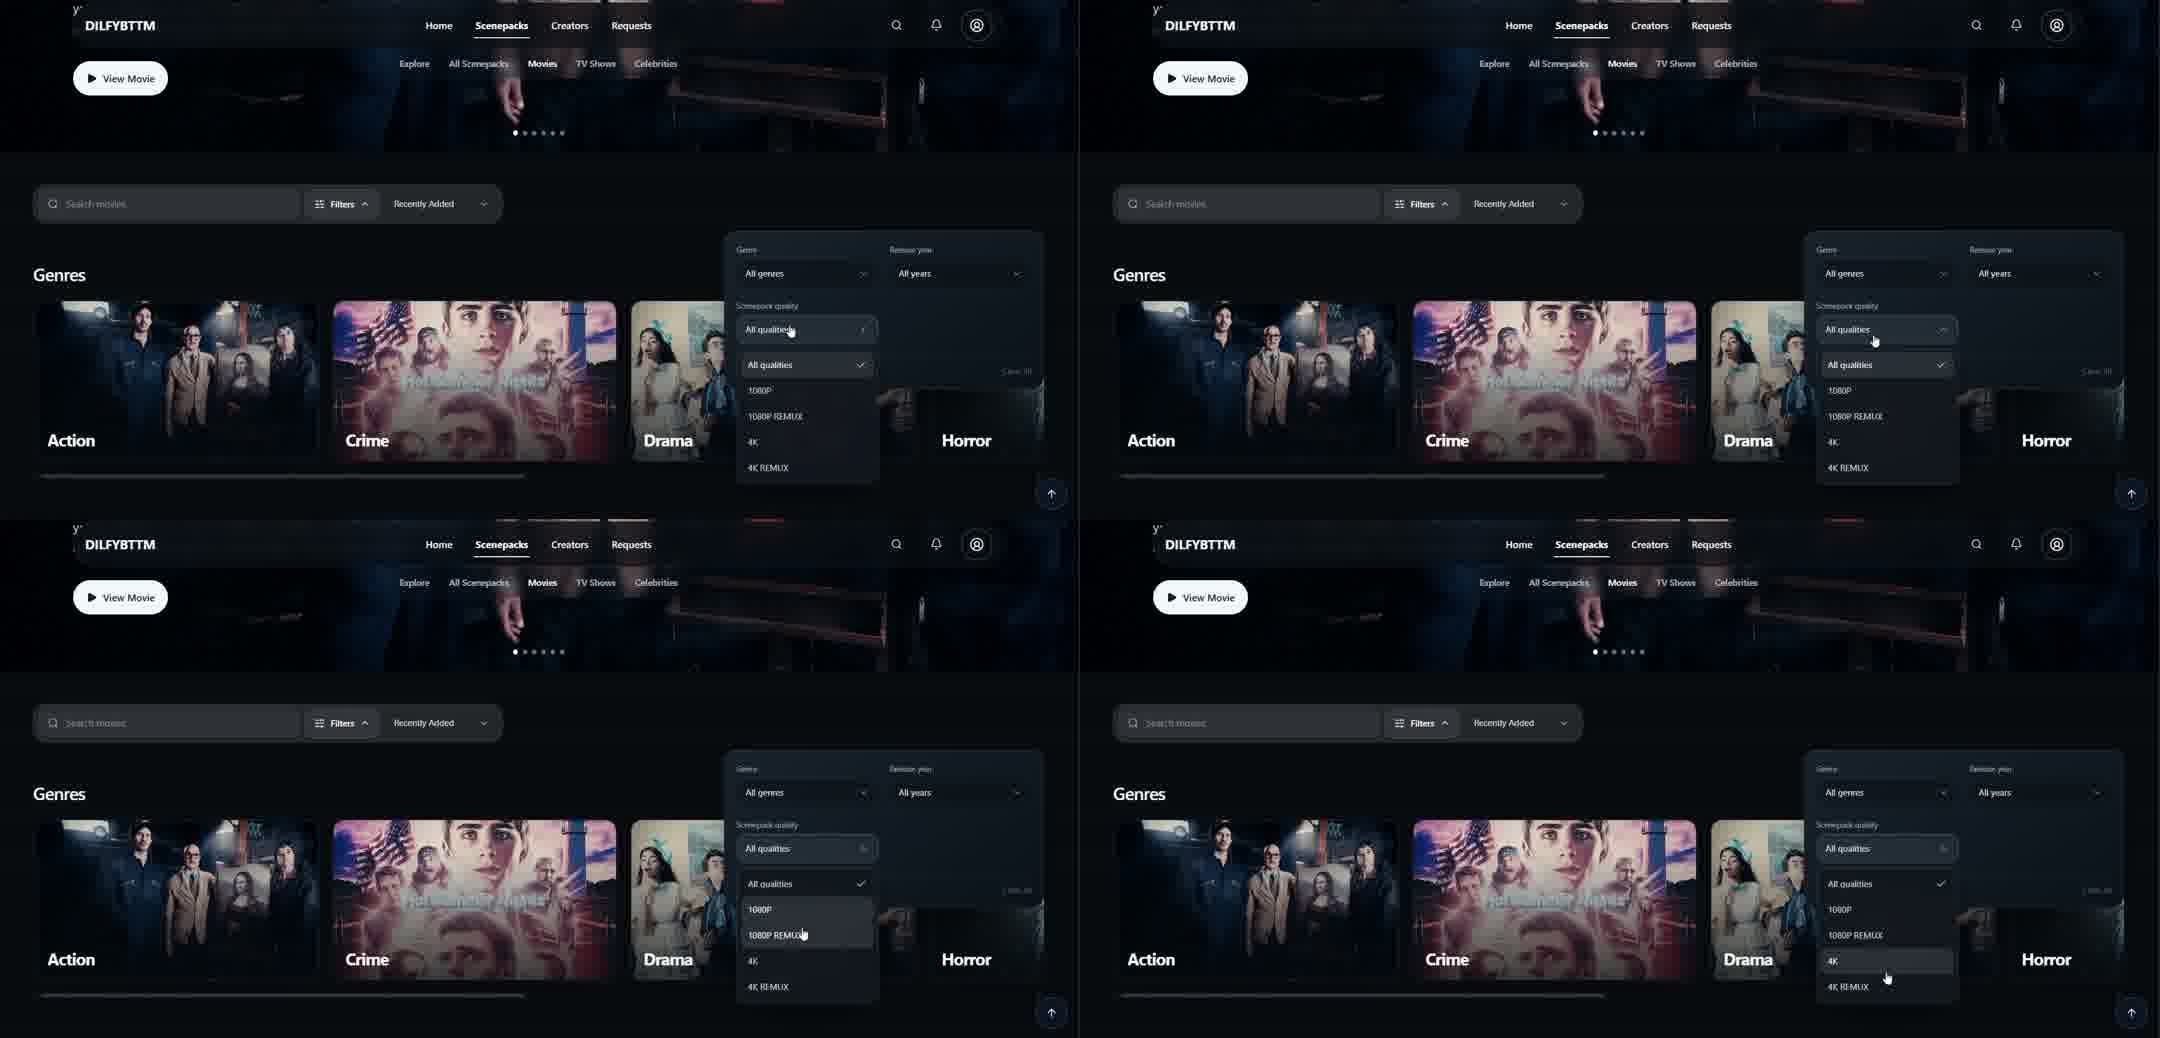 DILFYBTTM Home Scenepacks Creators Requests
Explore All Scenepacks Movies TV Shows Celebrities
View Movie
Search movies Filters Recently Added
Genre Release year
All genres All years
Genres
Scenepack quality
All qualities
All qualities
1080P
1080P REMUX
4K
4K REMUX
Action Crime Drama Horror
DILFYBTTM Home Scenepacks Creators Requests
Explore All Scenepacks Movies TV Shows Celebrities
View Movie
Search movies Filters Recently Added
Genre Release year
All genres All years
Genres
Scenepack quality
All qualities
All qualities
Clear all
1080P
1080P REMUX
4K
4K REMUX
Action Crime Drama Horror
DILFYBTTM Home Scenepacks Creators Requests
Explore All Scenepacks Movies TV Shows Celebrities
View Movie
Search movies Filters Recently Added
Genre Release year
All genres All years
Genres
Scenepack quality
All qualities
All qualities
1080P
1080P REMUX
4K
4K REMUX
Action Crime Drama Horror
DILFYBTTM Home Scenepacks Creators Requests
Explore All Scenepacks Movies TV Shows Celebrities
View Movie
Search movies Filters Recently Added
Genre Release year
All genres All years
Genres
Scenepack quality
All qualities
All qualities
1080P
1080P REMUX
4K
4K REMUX
Action Crime Drama Horror